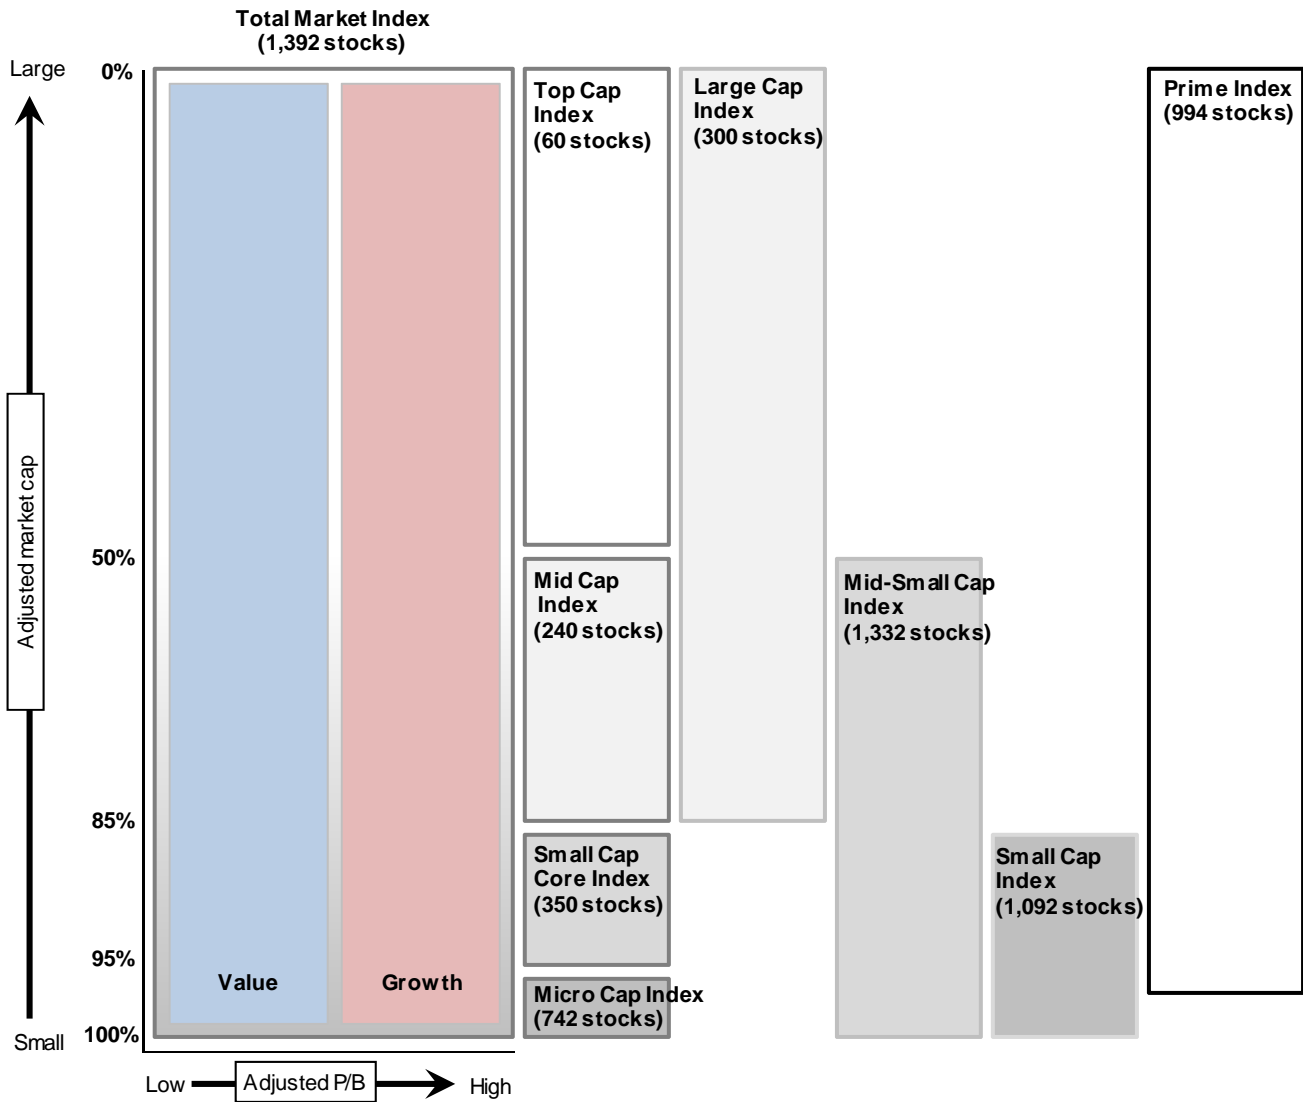 Total Market Index
(1,392 stocks)
Large
0%
Top Cap
Index
(60 stocks)
Large Cap
Index
(300 stocks)
Prime Index
(994 stocks)
Adjusted market cap
50%
Mid Cap
Index
(240 stocks)
Mid-Small Cap
Index
(1,332 stocks)
85%
Small Cap
Core Index
(350 stocks)
Small Cap
Index
(1,092 stocks)
95%
Value
Growth
Micro Cap Index
(742 stocks)
100%
Small
Low
Adjusted P/B
High